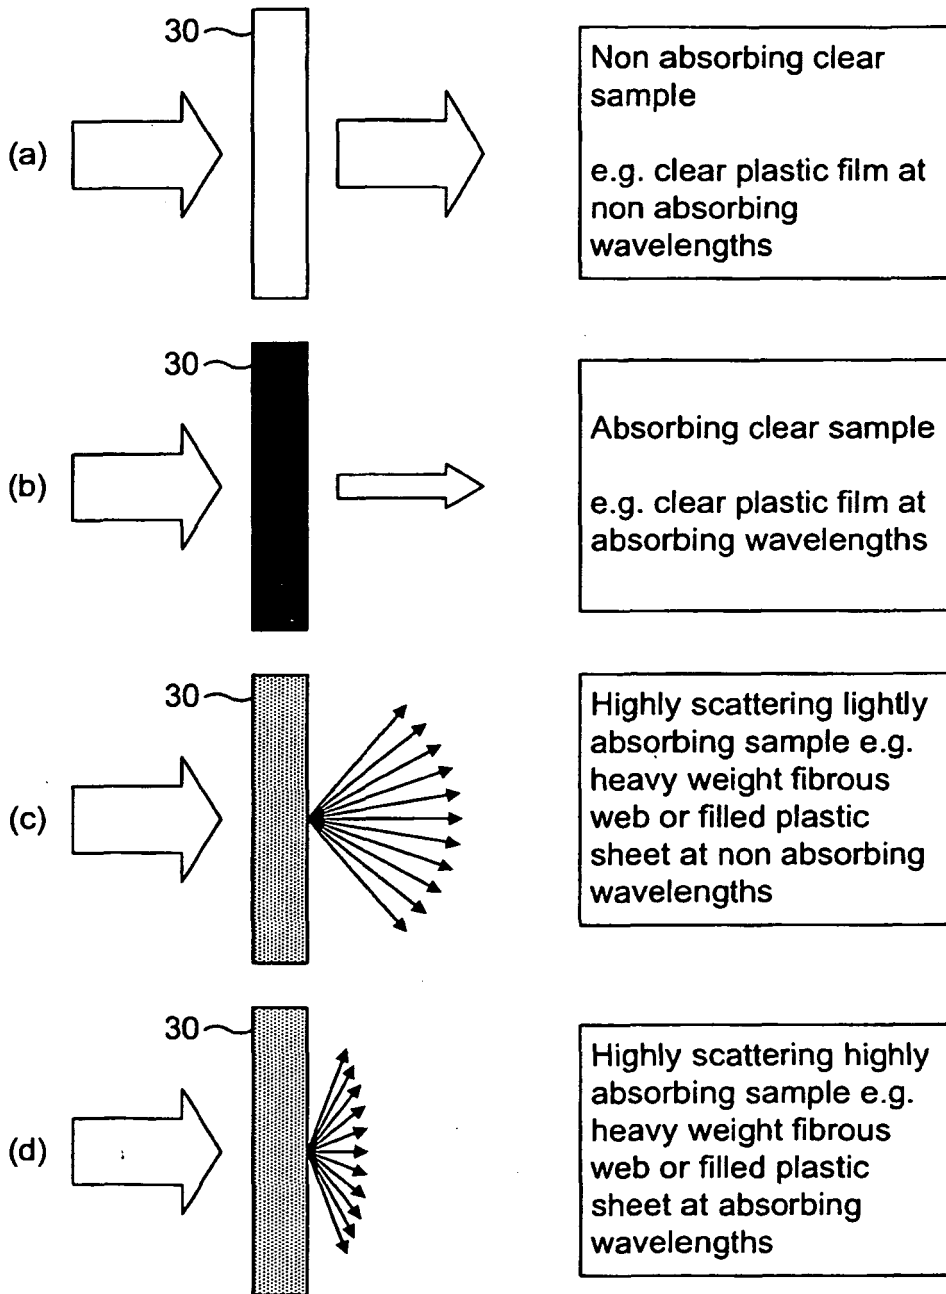 30
(a)
Non absorbing clear
sample
e.g. clear plastic film at
non absorbing
wavelengths
30
(b)
Absorbing clear sample
e.g. clear plastic film at
absorbing wavelengths
30
(c)
Highly scattering lightly
absorbing sample e.g.
heavy weight fibrous
web or filled plastic
sheet at non absorbing
wavelengths
30
(d)
Highly scattering highly
absorbing sample e.g.
heavy weight fibrous
web or filled plastic
sheet at absorbing
wavelengths